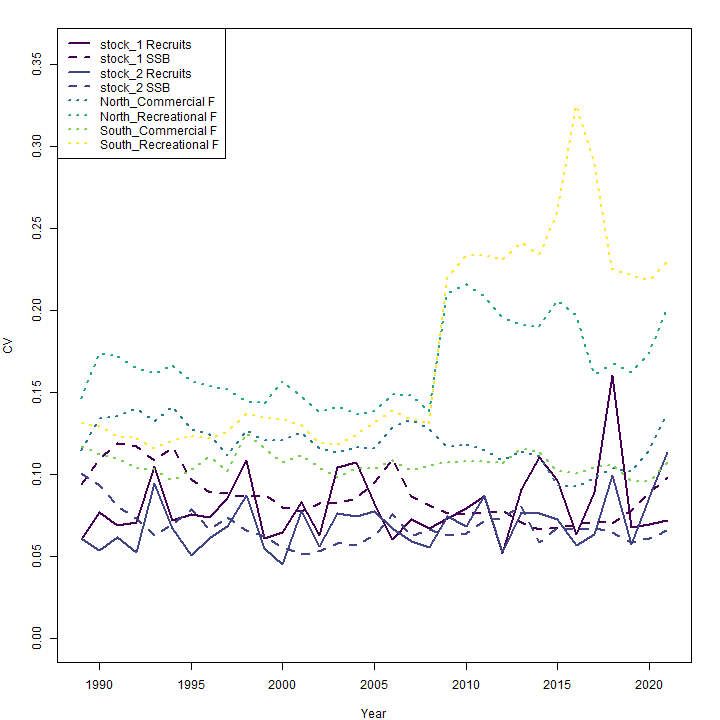 stock_1 Recruits
stock_1 SSB
stock_2 Recruits
stock_2 SSB
North_Commercial F
North_Recreational F
South_Commercial F
South_Recreational F
0.35
0.30
0.25
0.20
0.15
0.10
0.05
0.00
CV
1990 1995 2000 2005 2010 2015 2020
Year